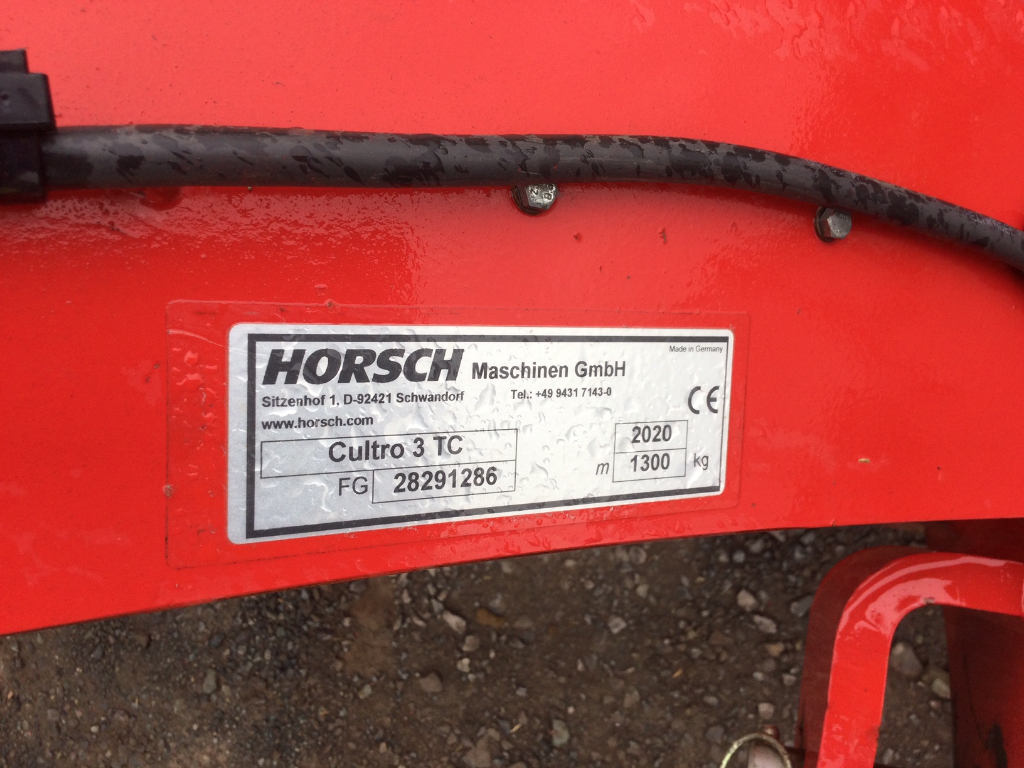 Made in Germany
HORSCH Maschinen GmbH
Sitzenhof 1, D-92421 Schwandorf Tel.: +49 9431 7143-0
www.horsch.com
CE
Cultro 3 TC 2020
FG 28291286 m 1300 kg